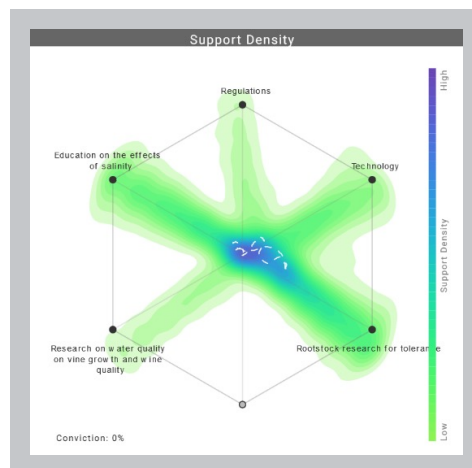 Support Density
High
Regulations
Education on the effects
of salinity
Technology
Support Density
Research on water quality
on vine growth and wine
quality
Rootstock research for tolerance
Low
Conviction: 0%